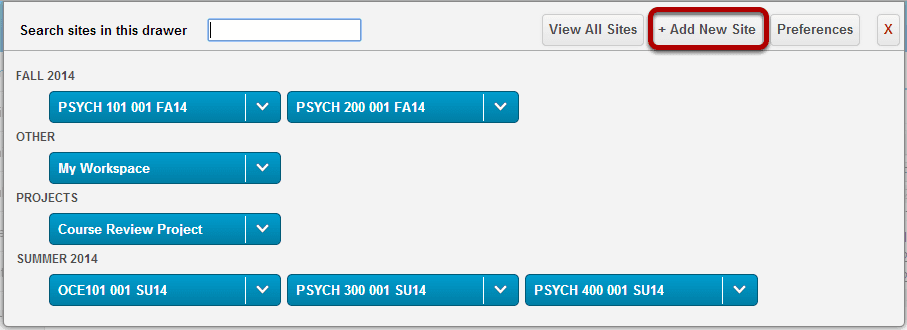 Search sites in this drawer View All Sites + Add New Site Preferences X
FALL 2014
PSYCH 101 001 FA14 PSYCH 200 001 FA14
OTHER
My Workspace
PROJECTS
Course Review Project
SUMMER 2014
OCE101 001 SU14 PSYCH 300 001 SU14 PSYCH 400 001 SU14